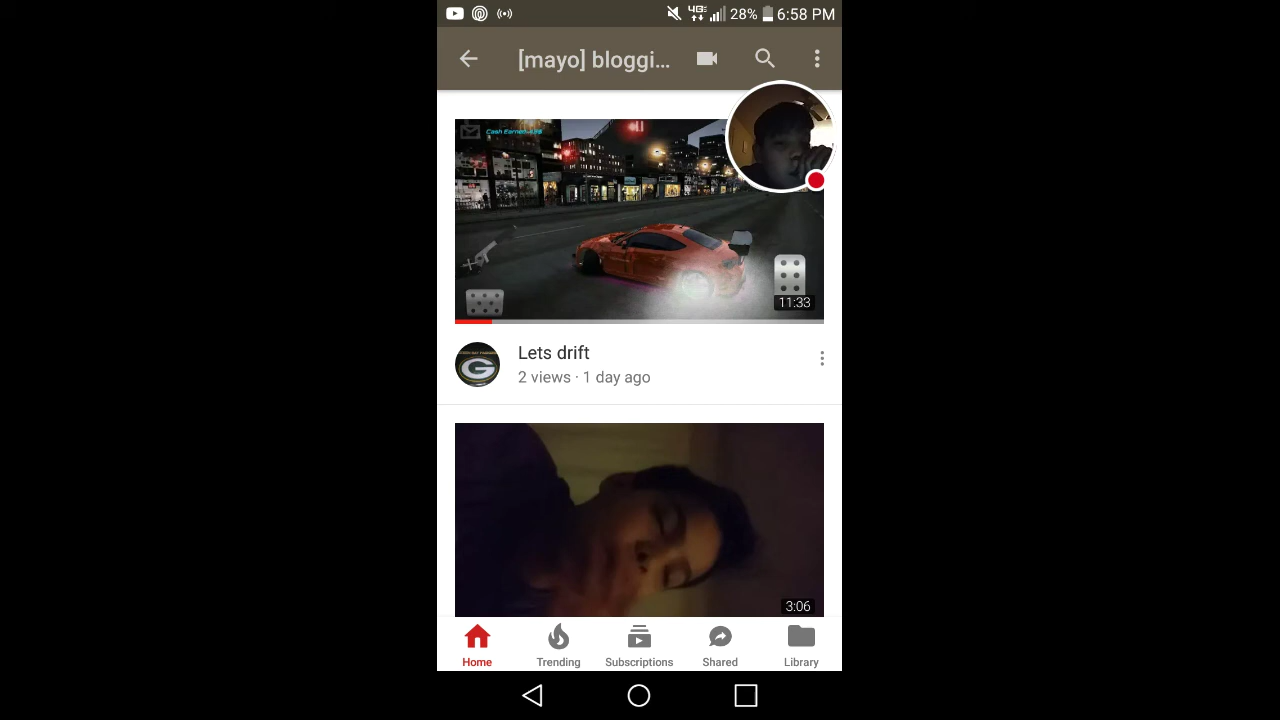 4G 28% 6:58 PM
[mayo] bloggi...
11:33
Lets drift
2 views · 1 day ago
G
3:06
Home Trending Subscriptions Shared Library